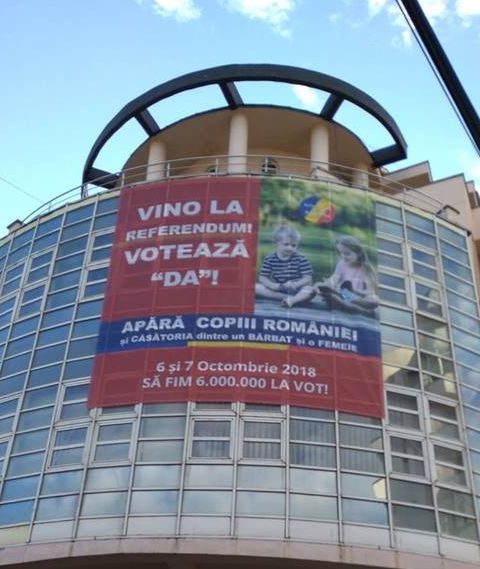 VINO LA
REFERENDUM!
VOTEAZĂ
“DA”!
APĂRĂ COPIII ROMÂNIEI
și CĂSĂTORIA dintre un BĂRBAT și o FEMEIE
6 și 7 Octombrie 2018
SĂ FIM 6.000.000 LA VOT!